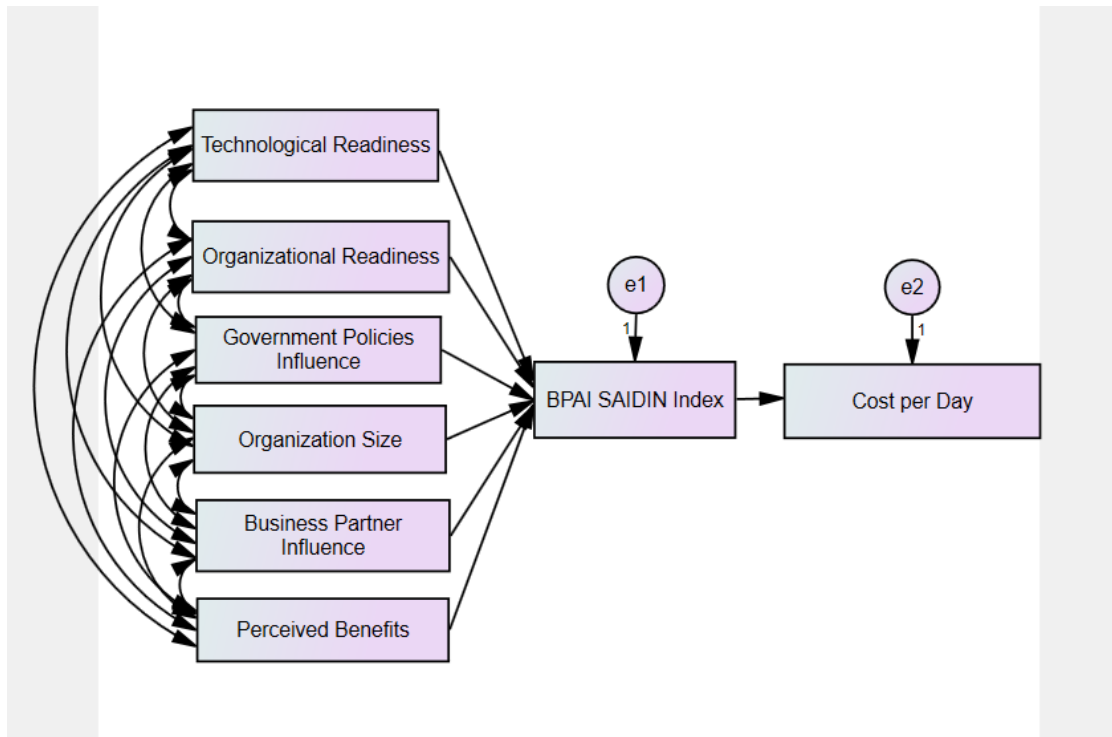 Technological Readiness
Organizational Readiness
Government Policies
Influence
Organization Size
Business Partner
Influence
Perceived Benefits
e1
1
BPAI SAIDIN Index
e2
1
Cost per Day